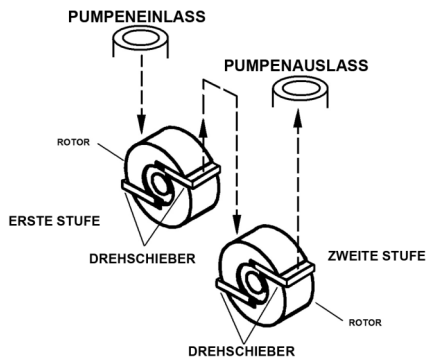 PUMPENEINLASS
PUMPENAUSLASS
ROTOR
ERSTE STUFE
DREHSCHIEBER
ZWEITE STUFE
ROTOR
DREHSCHIEBER